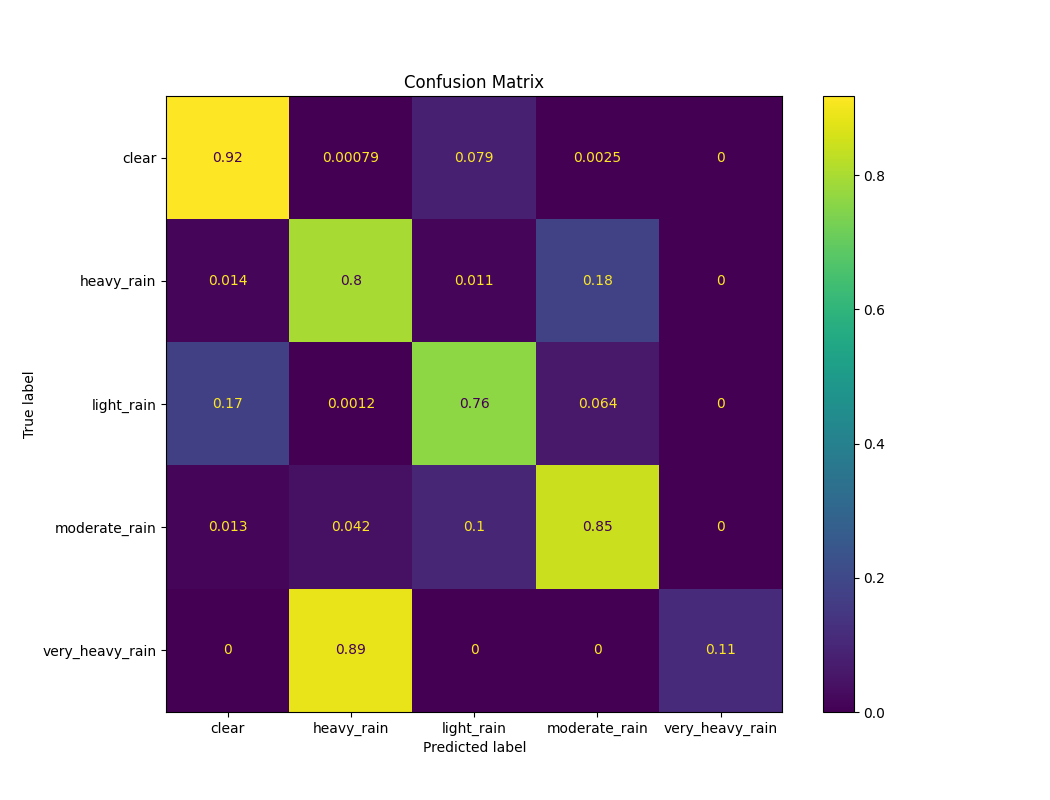 Confusion Matrix
True label
clear 0.92 0.00079 0.079 0.0025 0
heavy_rain 0.014 0.8 0.011 0.18 0
light_rain 0.17 0.0012 0.76 0.064 0
moderate_rain 0.013 0.042 0.1 0.85 0
very_heavy_rain 0 0.89 0 0 0.11
clear heavy_rain light_rain moderate_rain very_heavy_rain
Predicted label
0.8
0.6
0.4
0.2
0.0